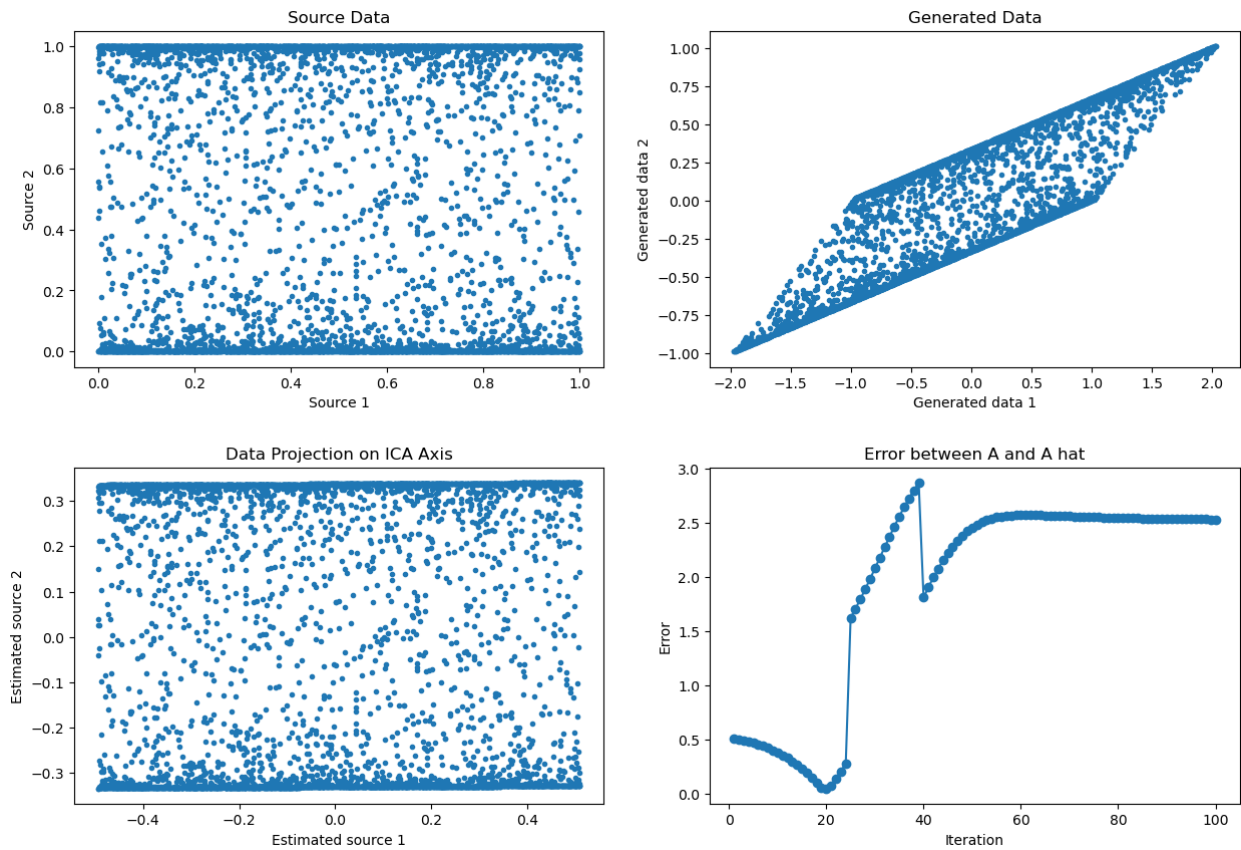 Source Data
Source 2
1.0
0.8
0.6
0.4
0.2
0.0
0.0 0.2 0.4 0.6 0.8 1.0
Source 1
Generated Data
Generated data 2
1.00
0.75
0.50
0.25
0.00
−0.25
−0.50
−0.75
−1.00
−2.0 −1.5 −1.0 −0.5 0.0 0.5 1.0 1.5 2.0
Generated data 1
Data Projection on ICA Axis
Estimated source 2
0.3
0.2
0.1
0.0
−0.1
−0.2
−0.3
−0.4 −0.2 0.0 0.2 0.4
Estimated source 1
Error between A and A hat
Error
3.0
2.5
2.0
1.5
1.0
0.5
0.0
0 20 40 60 80 100
Iteration